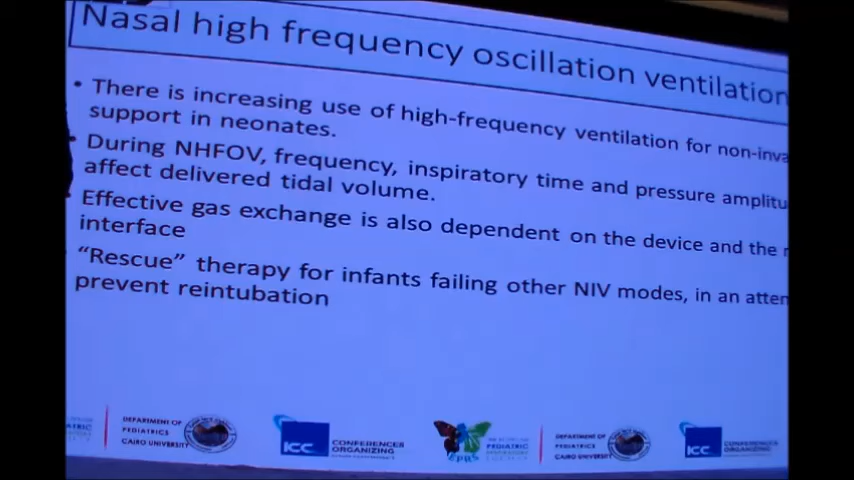 Nasal high frequency oscillation ventilation
• There is increasing use of high-frequency ventilation for non-inva
support in neonates.
During NHFOV, frequency, inspiratory time and pressure amplitu
affect delivered tidal volume.
Effective gas exchange is also dependent on the device and the
interface
“Rescue” therapy for infants failing other NIV modes, in an atten
prevent reintubation
DEPARTMENT OF
PEDIATRICS
CAIRO UNIVERSITY
ICC
CONFERENCES
ORGANIZING
EPRS
PEDIATRIC
DEPARTMENT OF
PEDIATRICS
CAIRO UNIVERSITY
ICC
CONFERENCES
ORGANIZING